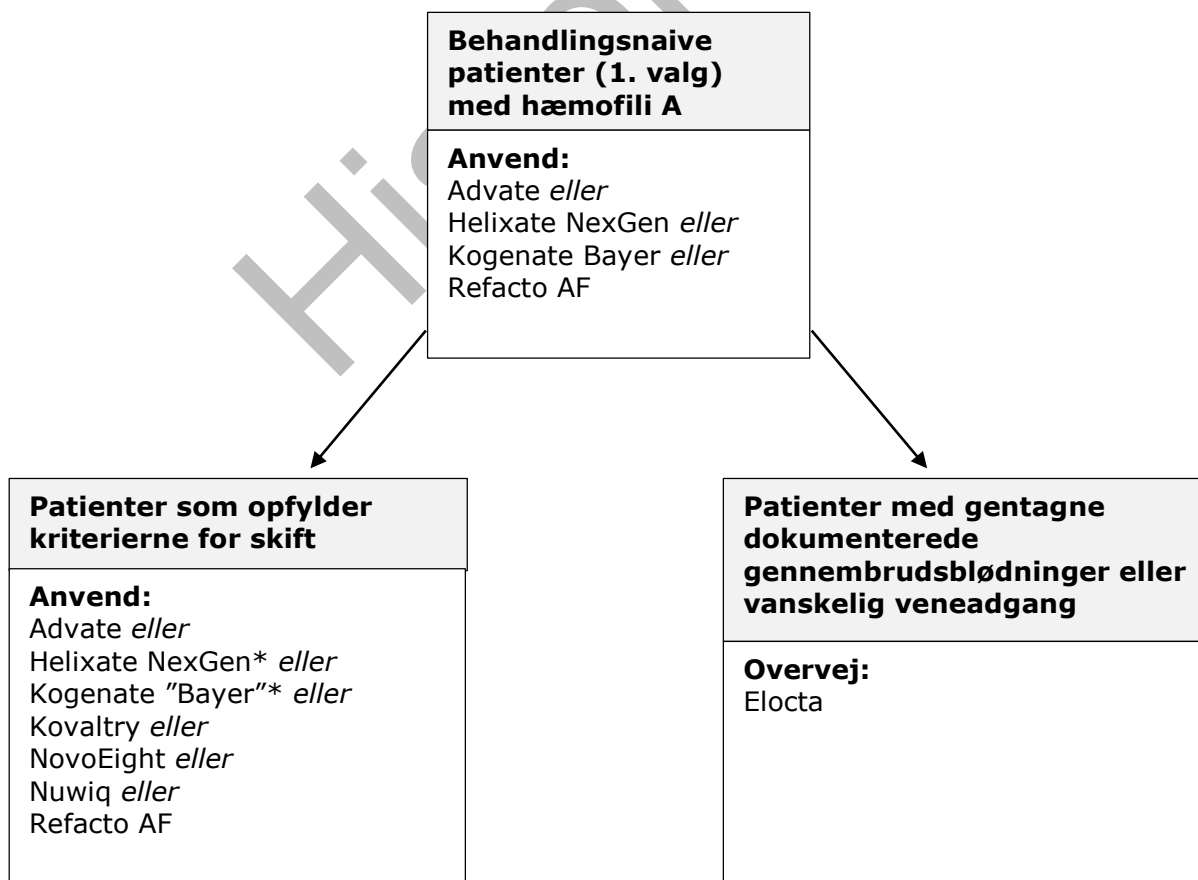 Behandlingsnaive
patienter (1. valg)
med hæmofili A
Anvend:
Advate eller
Helixate NexGen eller
Kogenate Bayer eller
Refacto AF
Patienter som opfylder
kriterierne for skift
Anvend:
Advate eller
Helixate NexGen* eller
Kogenate ”Bayer”* eller
Kovaltry eller
NovoEight eller
Nuwiq eller
Refacto AF
Patienter med gentagne
dokumenterede
gennembrudsblødninger eller
vanskelig veneadgang
Overvej:
Elocta